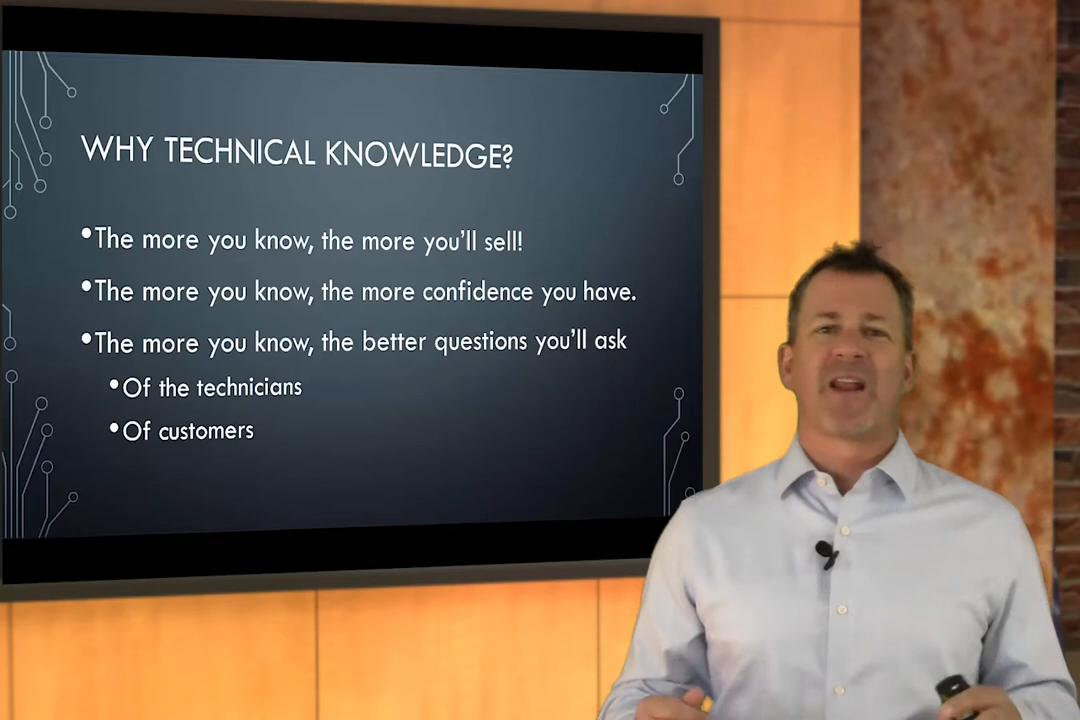 WHY TECHNICAL KNOWLEDGE?
•The more you know, the more you'll sell!
•The more you know, the more confidence you have.
•The more you know, the better questions you'll ask
•Of the technicians
•Of customers